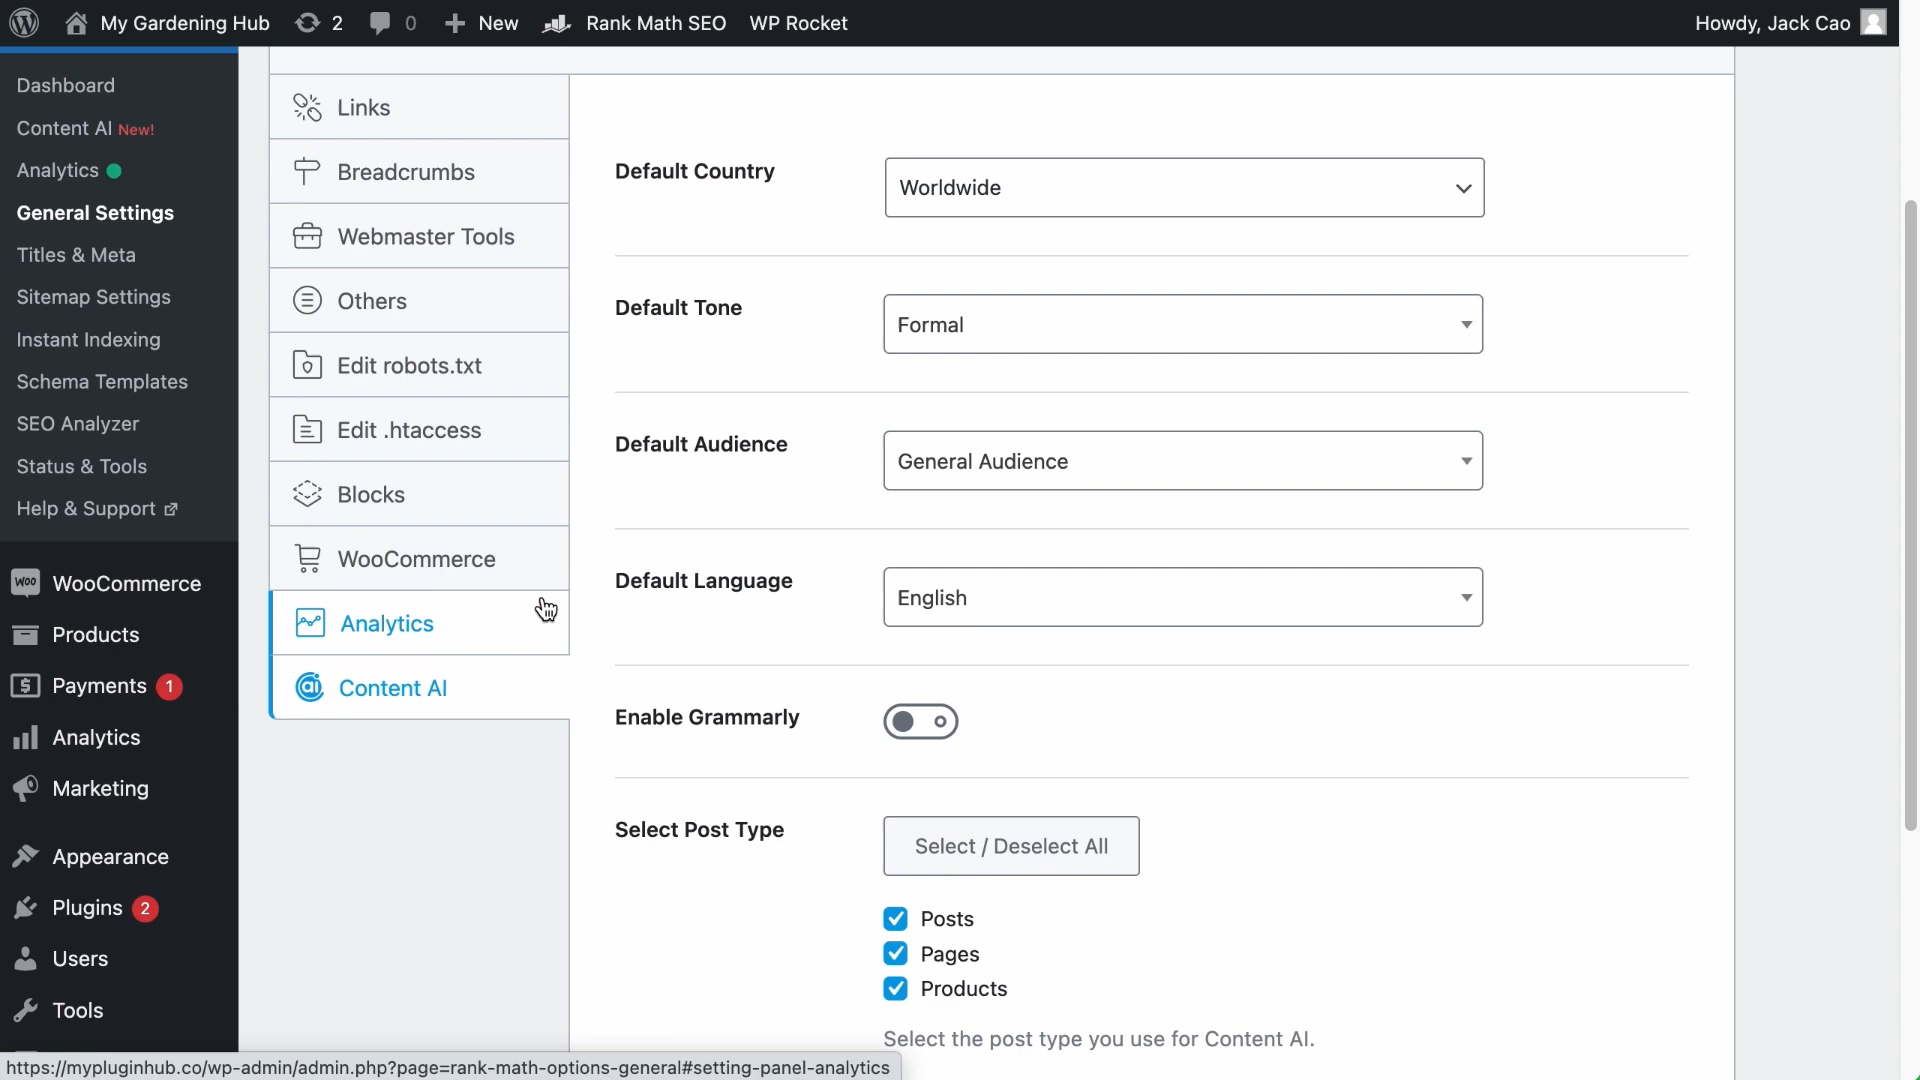 My Gardening Hub 2 0 New Rank Math SEO WP Rocket Howdy, Jack Cao
Dashboard
Content AI New!
Analytics
General Settings
Titles & Meta
Sitemap Settings
Instant Indexing
Schema Templates
SEO Analyzer
Status & Tools
Help & Support
Woo WooCommerce
Products
Payments 1
Analytics
Marketing
Appearance
Plugins 2
Users
Tools
Links
Breadcrumbs
Webmaster Tools
Others
Edit robots.txt
Edit .htaccess
Blocks
WooCommerce
Analytics
Content AI
Default Country Worldwide
Default Tone Formal
Default Audience General Audience
Default Language English
Enable Grammarly
Select Post Type Select / Deselect All
Posts
Pages
Products
Select the post type you use for Content AI.
https://mypluginhub.co/wp-admin/admin.php?page=rank-math-options-general#setting-panel-analytics